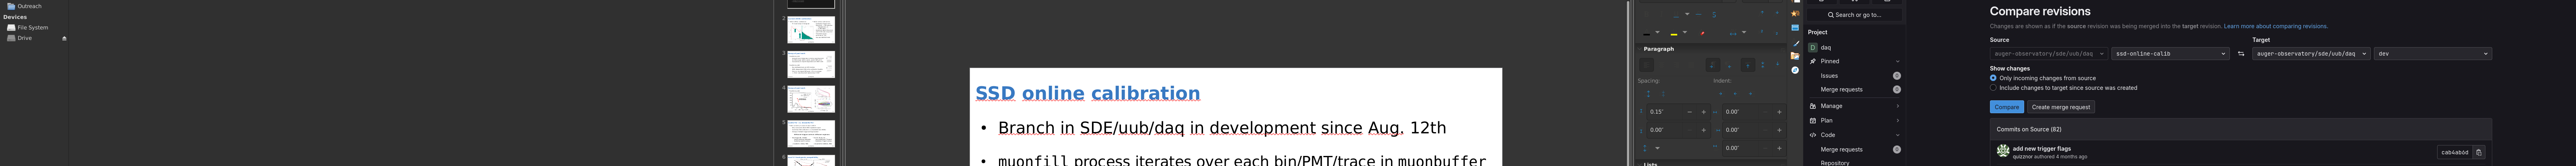 Outreach
Devices
File System
Drive
2
3
4
5
6
SSD online calibration
• Branch in SDE/uub/daq in development since Aug. 12th
• muonfill process iterates over each bin/PMT/trace in muonbuffer
Paragraph
Spacing:
Indent:
0.15"
0.00"
0.00"
0.00"
0.00"
Lists
Search or go to...
Project
D daq
Pinned
Issues 0
Merge requests 0
Manage
Plan
Code
Merge requests 0
Repository
Compare revisions
Changes are shown as if the source revision was being merged into the target revision. Learn more about comparing revisions.
Source
Target
auger-observatory/sde/uub/daq
ssd-online-calib
auger-observatory/sde/uub/daq
dev
Show changes
Only incoming changes from source
Include changes to target since source was created
Compare
Create merge request
Commits on Source (82)
add new trigger flags
quizznor authored 4 months ago